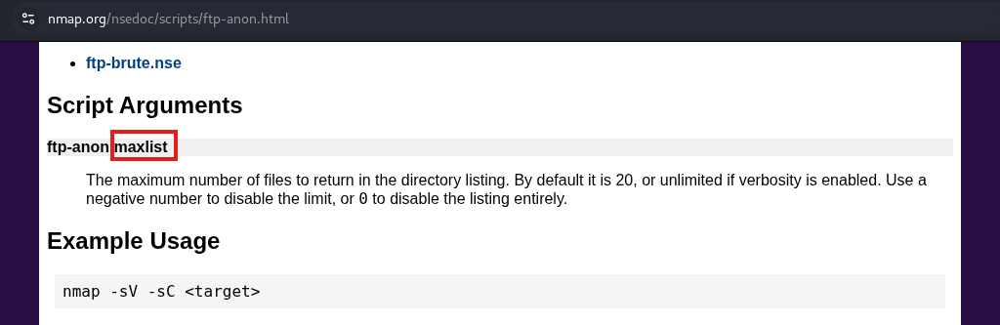 nmap.org/nsedoc/scripts/ftp-anon.html
• ftp-brute.nse
Script Arguments
ftp-anon.maxlist
The maximum number of files to return in the directory listing. By default it is 20, or unlimited if verbosity is enabled. Use a
negative number to disable the limit, or 0 to disable the listing entirely.
Example Usage
nmap -sV -sC <target>